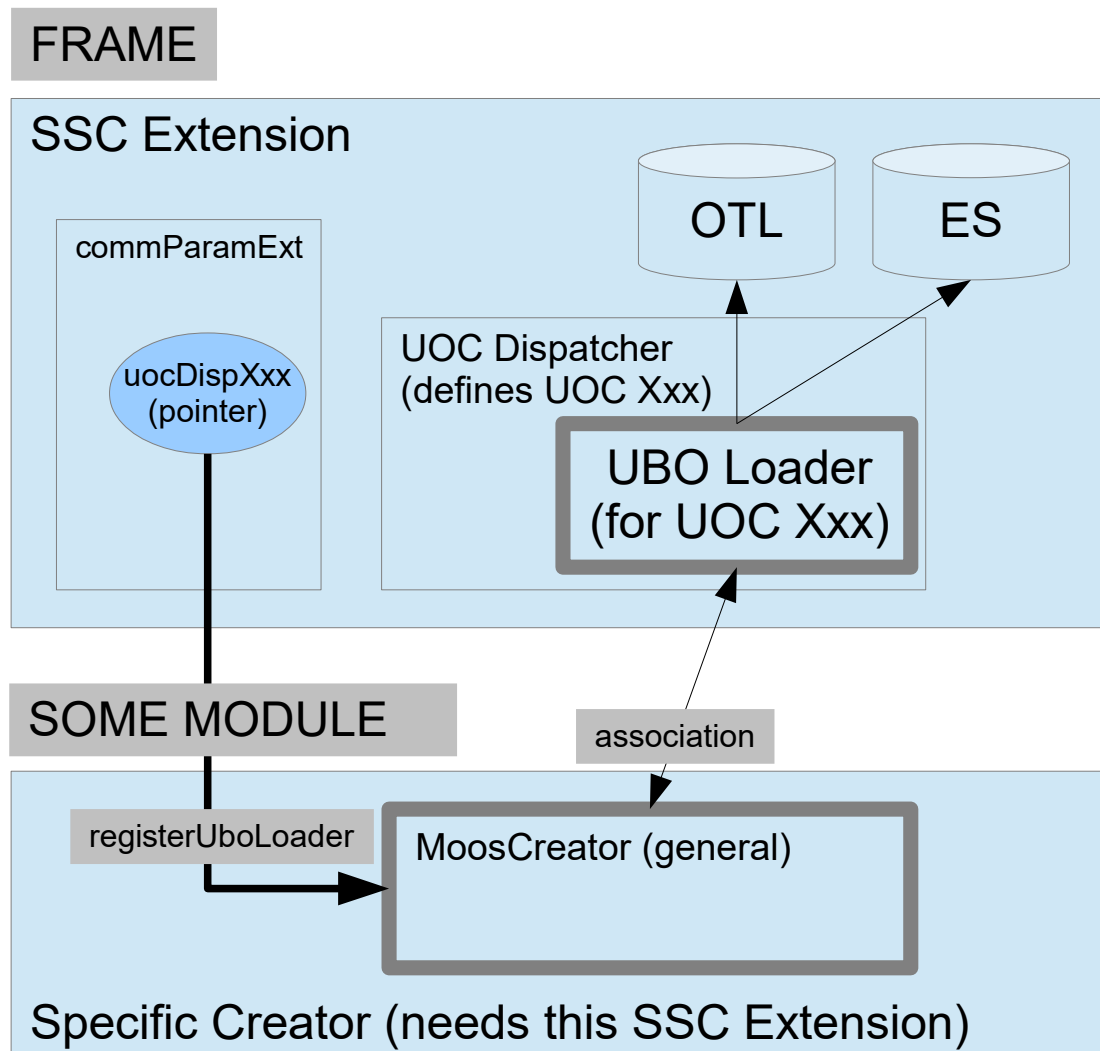 FRAME
SSC Extension
OTL
ES
commParamExt
uocDispXxx
(pointer)
UOC Dispatcher
(defines UOC Xxx)
UBO Loader
(for UOC Xxx)
SOME MODULE
association
registerUboLoader
MoosCreator (general)
Specific Creator (needs this SSC Extension)